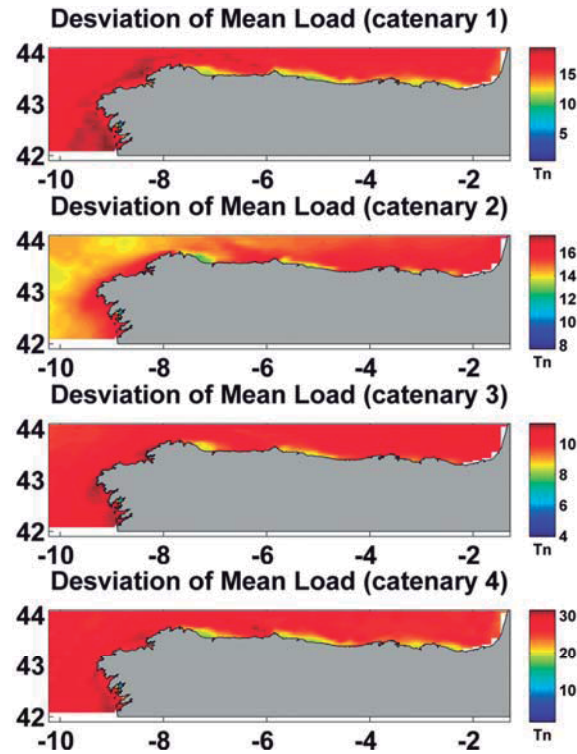 Desviation of Mean Load (catenary 1)
44
43
42
-10 -8 -6 -4 -2
15
10
5
Tn
Desviation of Mean Load (catenary 2)
44
43
42
-10 -8 -6 -4 -2
16
14
12
10
8
Tn
Desviation of Mean Load (catenary 3)
44
43
42
-10 -8 -6 -4 -2
10
8
6
4
Tn
Desviation of Mean Load (catenary 4)
44
43
42
-10 -8 -6 -4 -2
30
20
10
Tn